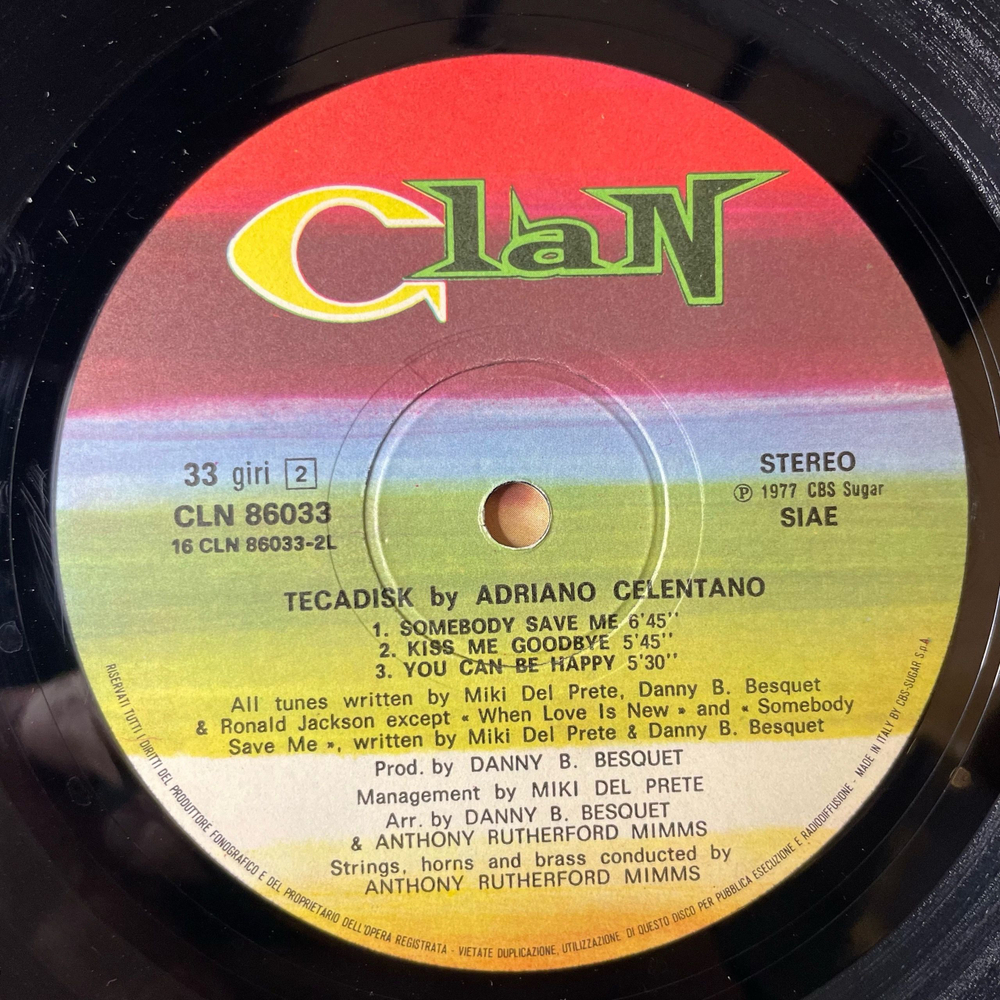 ClaN
33 giri 2
CLN 86033
16 CLN 86033-2L
STEREO
Ⓟ 1977 CBS Sugar
SIAE
TECADISK by ADRIANO CELENTANO
1. SOMEBODY SAVE ME 6'45''
2. KISS ME GOODBYE 5'45''
3. YOU CAN BE HAPPY 5'30''
All tunes written by Miki Del Prete, Danny B. Besquet
& Ronald Jackson except « When Love Is New » and « Somebody
Save Me », written by Miki Del Prete & Danny B. Besquet
Prod. by DANNY B. BESQUET
Management by MIKI DEL PRETE
Arr. by DANNY B. BESQUET
& ANTHONY RUTHERFORD MIMMS
Strings, horns and brass conducted by
ANTHONY RUTHERFORD MIMMS
RISERVATI TUTTI I DIRITTI DEL PRODUTTORE FONOGRAFICO E DEL PROPRIETARIO DELL'OPERA REGISTRATA - VIETATE DUPLICAZIONE, UTILIZZAZIONE DI QUESTO DISCO PER PUBBLICA ESECUZIONE E RADIODIFFUSIONE - MADE IN ITALY BY CBS-SUGAR S.p.A.